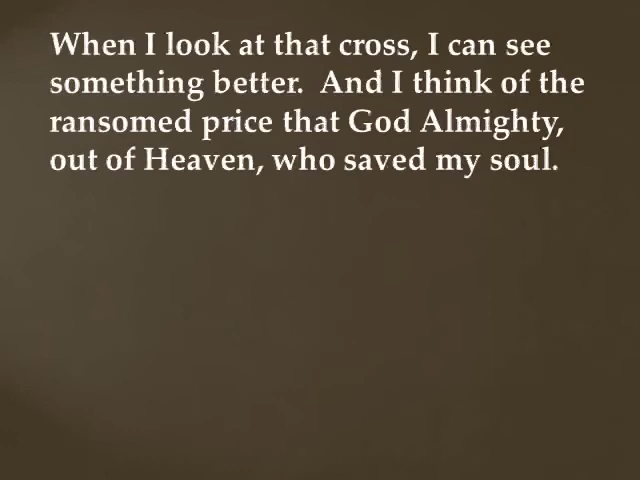 When I look at that cross, I can see
something better.  And I think of the
ransomed price that God Almighty,
out of Heaven, who saved my soul.